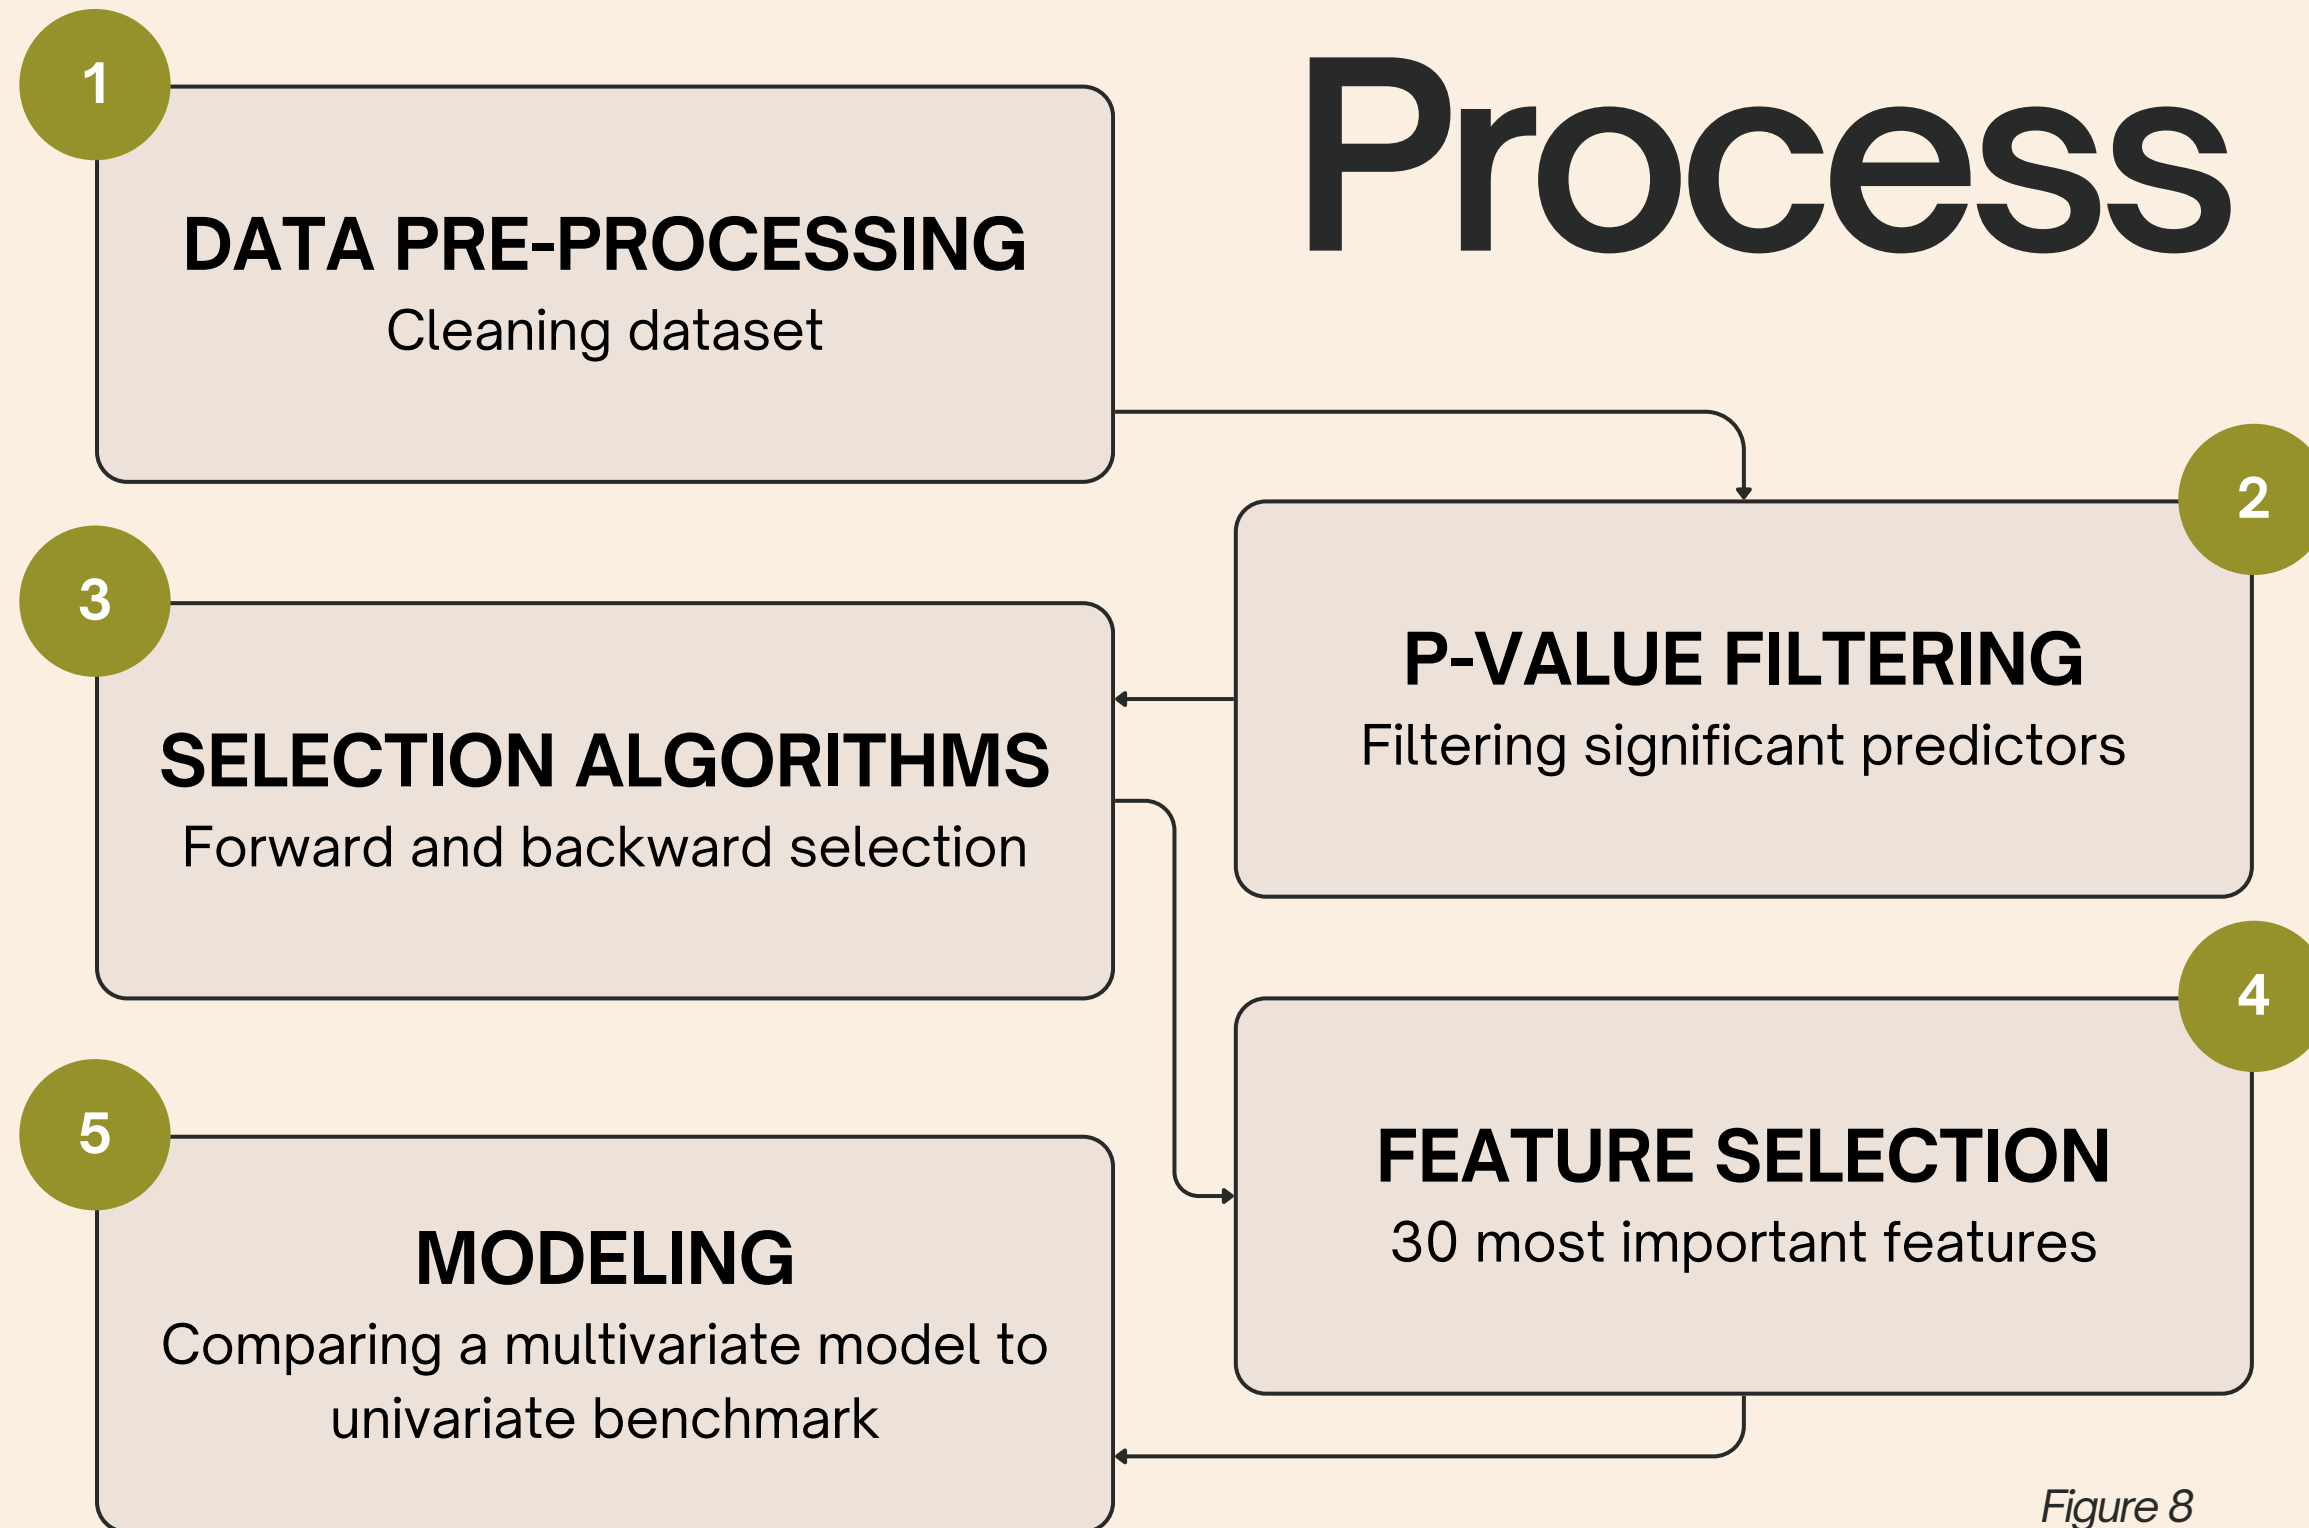 Process
1
DATA PRE-PROCESSING
Cleaning dataset
2
P-VALUE FILTERING
Filtering significant predictors
3
SELECTION ALGORITHMS
Forward and backward selection
4
FEATURE SELECTION
30 most important features
5
MODELING
Comparing a multivariate model to
univariate benchmark
Figure 8